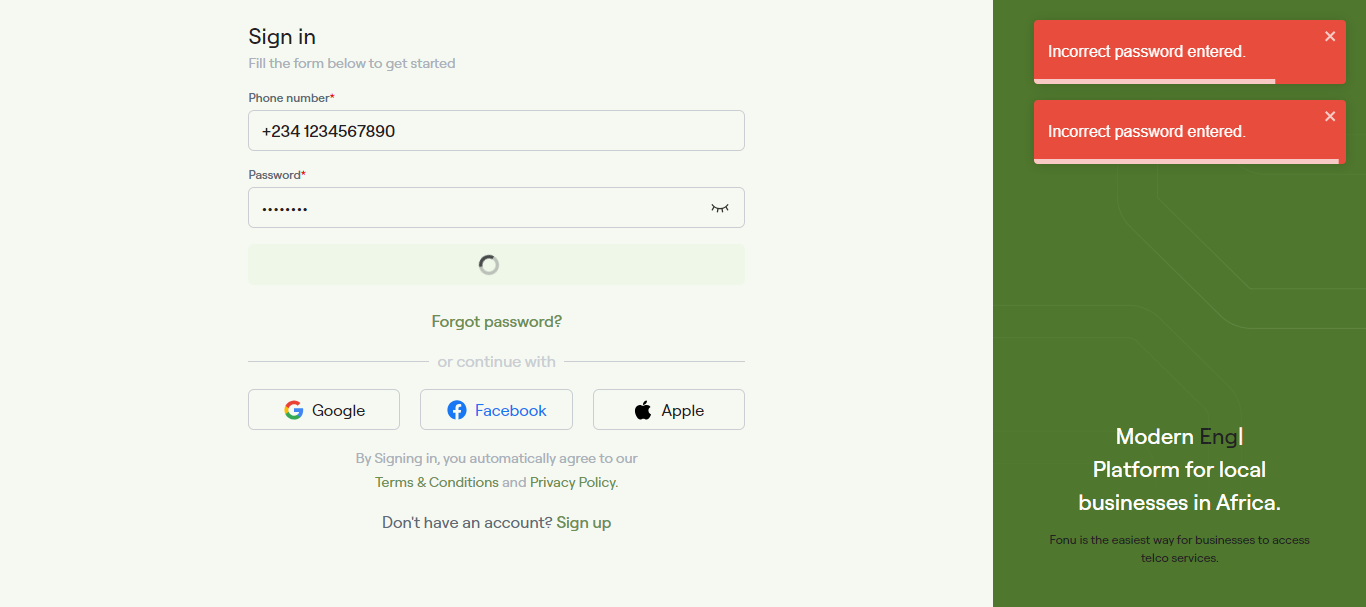 Sign in
Fill the form below to get started
Phone number*
+234 1234567890
Password*
••••••••
Forgot password?
or continue with
Google
Facebook
Apple
By Signing in, you automatically agree to our
Terms & Conditions and Privacy Policy.
Don't have an account? Sign up
Incorrect password entered.
Incorrect password entered.
Modern Engl
Platform for local
businesses in Africa.
Fonu is the easiest way for businesses to access
telco services.